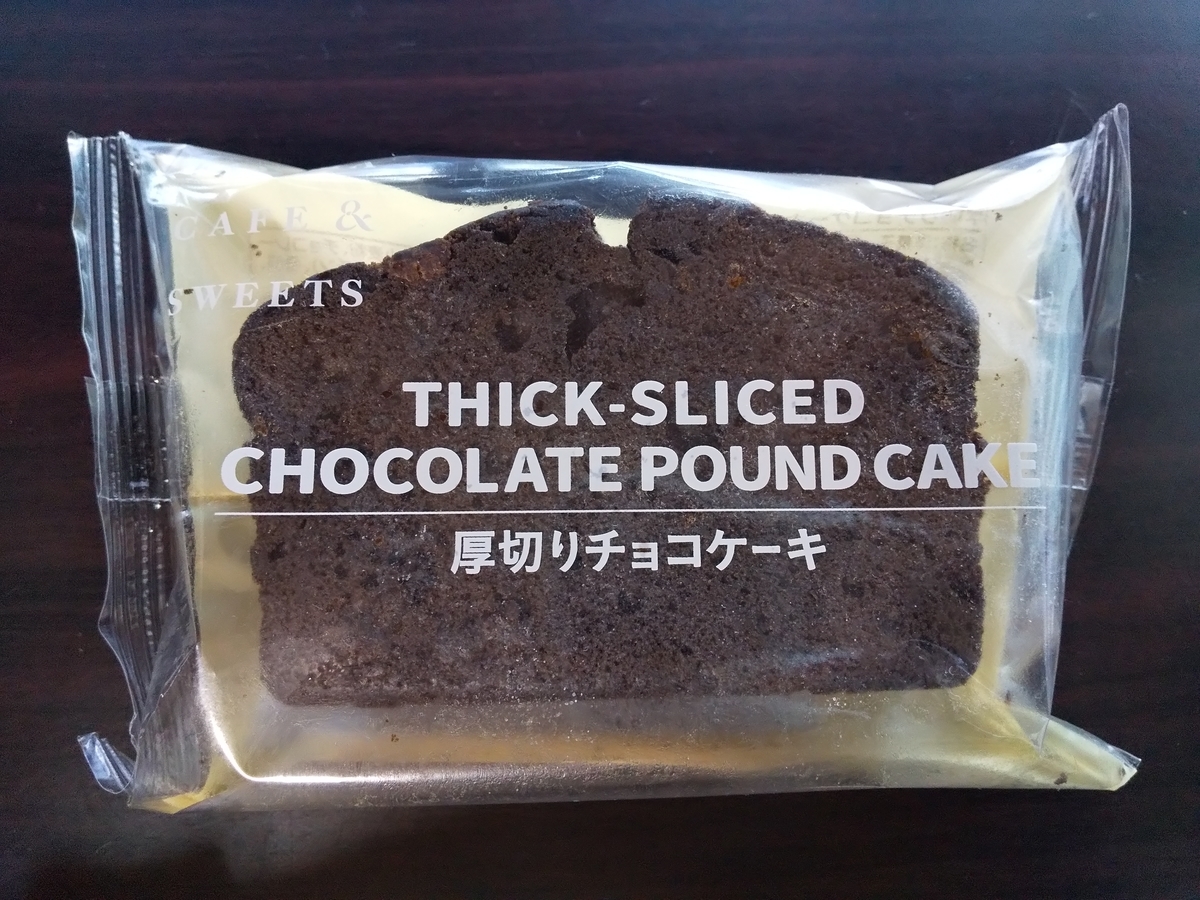 CAFE &
SWEETS
THICK-SLICED
CHOCOLATE POUND CAKE
厚切りチョコケーキ